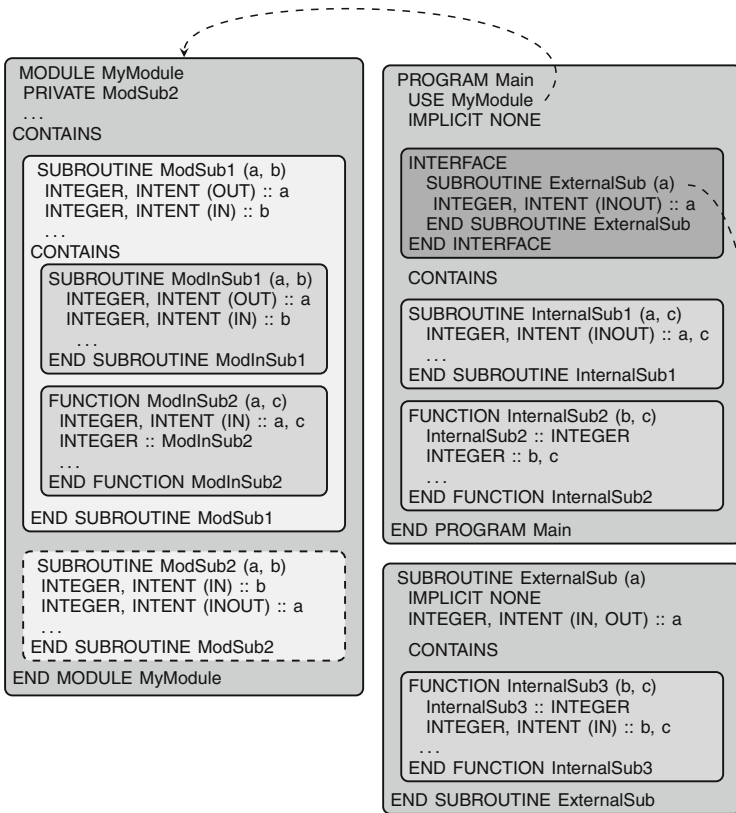 MODULE MyModule
PRIVATE ModSub2
...
CONTAINS
SUBROUTINE ModSub1 (a, b)
INTEGER, INTENT (OUT) :: a
INTEGER, INTENT (IN) :: b
...
CONTAINS
SUBROUTINE ModInSub1 (a, b)
INTEGER, INTENT (OUT) :: a
INTEGER, INTENT (IN) :: b
...
END SUBROUTINE ModInSub1
FUNCTION ModInSub2 (a, c)
INTEGER, INTENT (IN) :: a, c
INTEGER :: ModInSub2
...
END FUNCTION ModInSub2
END SUBROUTINE ModSub1
SUBROUTINE ModSub2 (a, b)
INTEGER, INTENT (IN) :: b
INTEGER, INTENT (INOUT) :: a
...
END SUBROUTINE ModSub2
END MODULE MyModule
PROGRAM Main
USE MyModule
IMPLICIT NONE
INTERFACE
SUBROUTINE ExternalSub (a)
INTEGER, INTENT (INOUT) :: a
END SUBROUTINE ExternalSub
END INTERFACE
CONTAINS
SUBROUTINE InternalSub1 (a, c)
INTEGER, INTENT (INOUT) :: a, c
...
END SUBROUTINE InternalSub1
FUNCTION InternalSub2 (b, c)
InternalSub2 :: INTEGER
INTEGER :: b, c
...
END FUNCTION InternalSub2
END PROGRAM Main
SUBROUTINE ExternalSub (a)
IMPLICIT NONE
INTEGER, INTENT (IN, OUT) :: a
CONTAINS
FUNCTION InternalSub3 (b, c)
InternalSub3 :: INTEGER
INTEGER, INTENT (IN) :: b, c
...
END FUNCTION InternalSub3
END SUBROUTINE ExternalSub